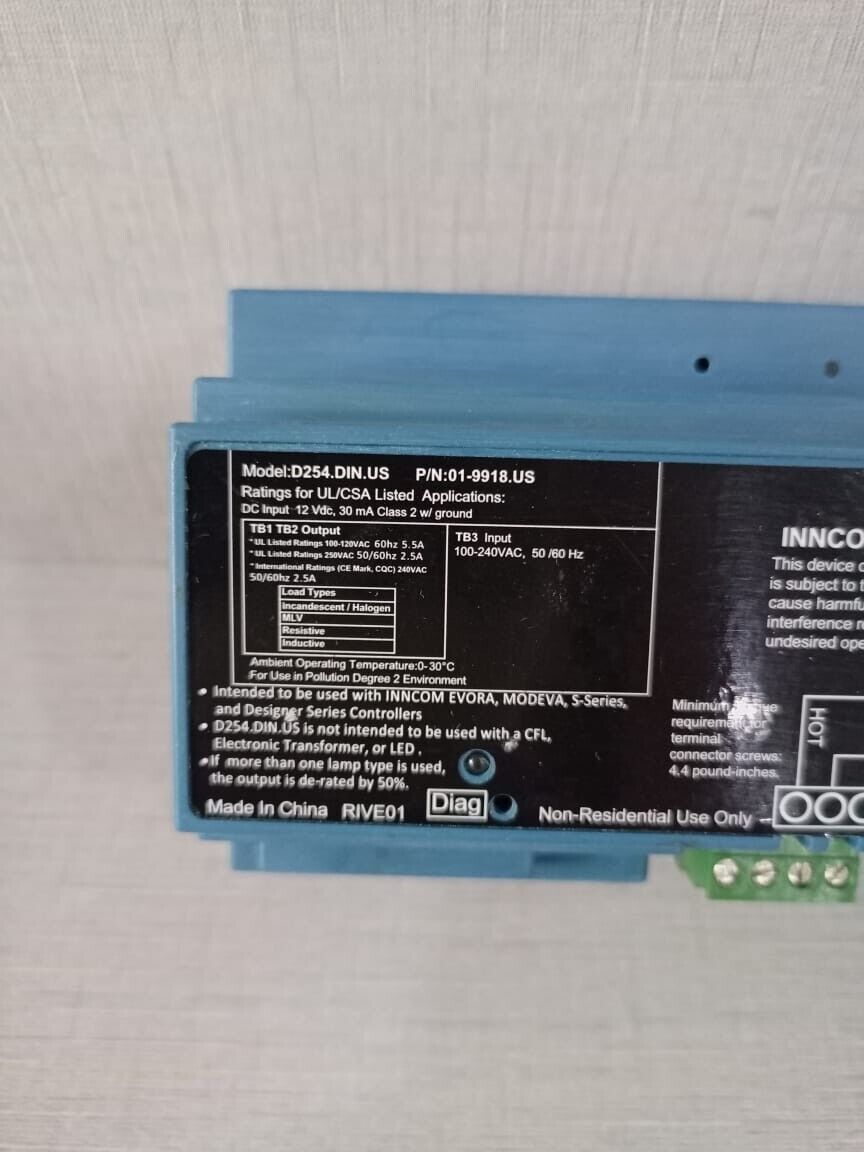 Model:D254.DIN.US P/N:01-9918.US
Ratings for UL/CSA Listed Applications:
DC Input 12 Vdc, 30 mA Class 2 w/ ground
TB1 TB2 Output
*UL Listed Ratings 100-120VAC 60hz 5.5A
*UL Listed Ratings 250VAC 50/60hz 2.5A
*International Ratings (CE Mark, CQC) 240VAC
50/60hz 2.5A
Load Types
Incandescent / Halogen
MLV
Resistive
Inductive
TB3 Input
100-240VAC, 50 /60 Hz
Ambient Operating Temperature:0-30°C
For Use in Pollution Degree 2 Environment
• Intended to be used with INNCOM EVORA, MODEVA, S-Series,
and Designer Series Controllers
• D254.DIN.US is not intended to be used with a CFL,
Electronic Transformer, or LED .
•If more than one lamp type is used,
the output is de-rated by 50%.
Made In China RIVE01
Diag
Non-Residential Use Only
INNCO
This device
is subject to
cause harmfu
interference
undesired ope
Minimum
requirement for
terminal
connector screws:
4.4 pound-inches.
HOT